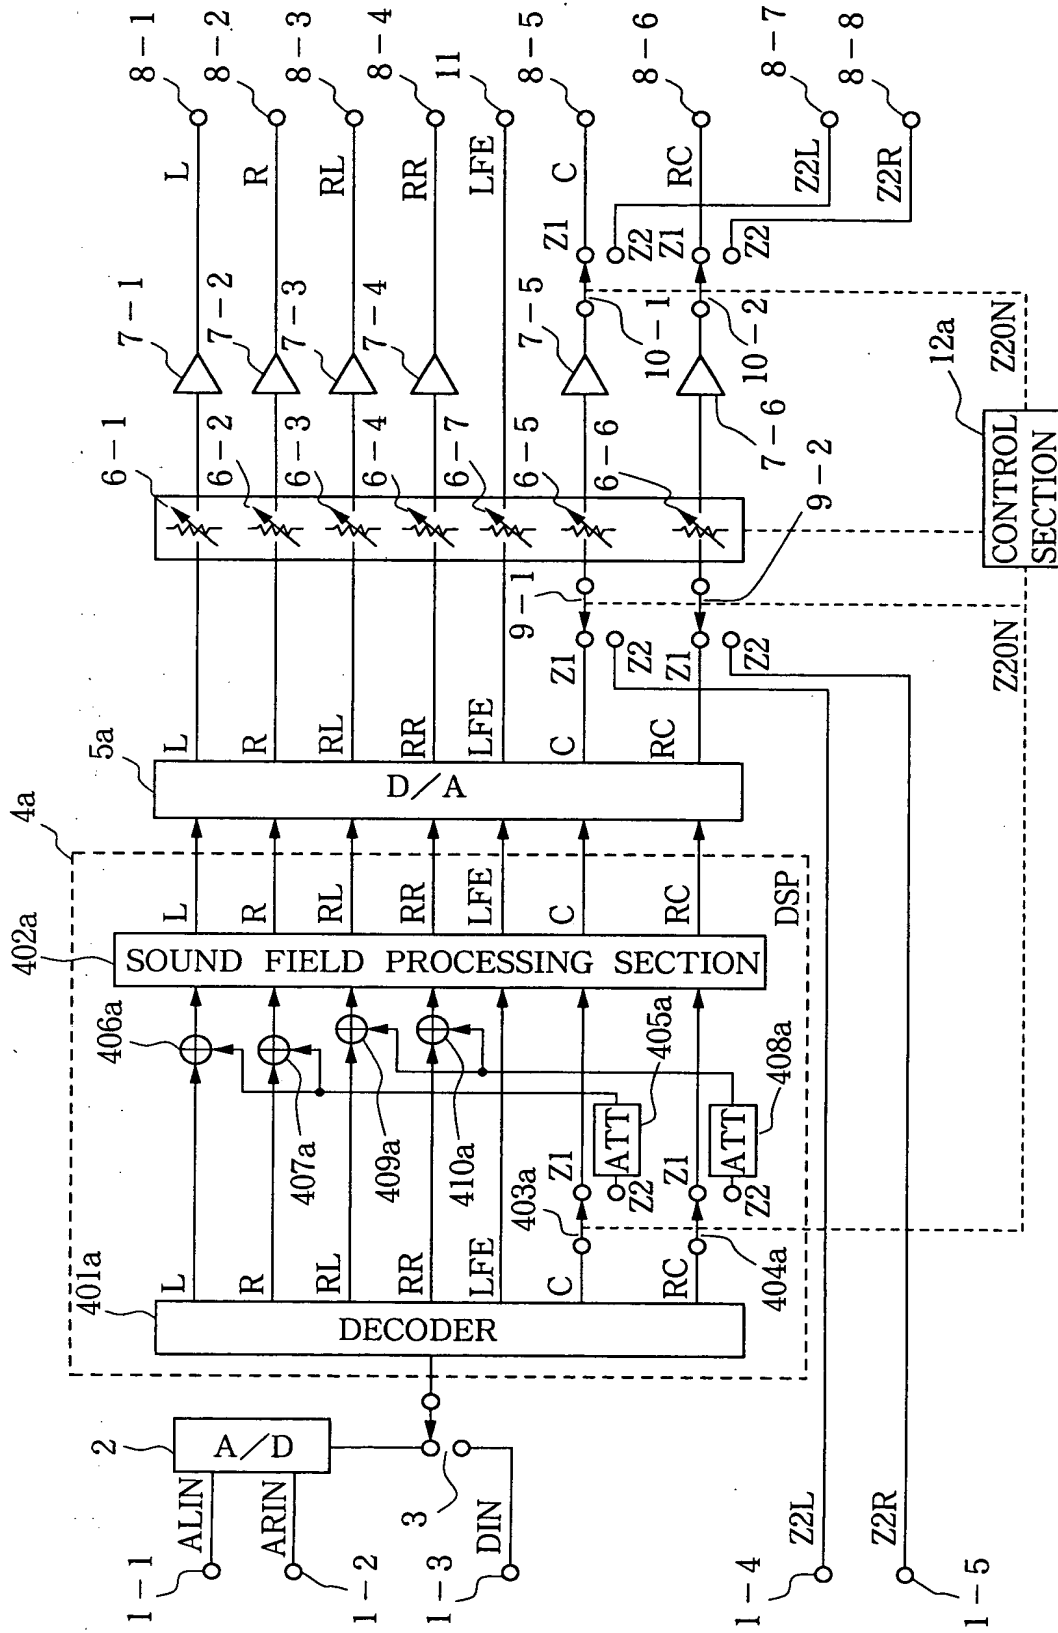 1-1
ALIN
ARIN
1-2
1-3
DIN
2
A/D
3
1-4
Z2L
1-5
Z2R
4a
DSP
401a
DECODER
L
R
RL
RR
LFE
C
RC
403a
404a
Z1
Z2
Z1
Z2
ATT
405a
ATT
408a
406a
407a
409a
410a
402a
SOUND FIELD PROCESSING SECTION
L
R
RL
RR
LFE
C
RC
5a
D/A
L
R
RL
RR
LFE
C
RC
Z1
Z2
Z1
Z2
9-1
9-2
Z20N
6-1
6-2
6-3
6-4
6-7
6-5
6-6
7-1
7-2
7-3
7-4
7-5
7-6
10-1
10-2
Z20N
12a
CONTROL
SECTION
Z1
Z2
Z1
Z2
L
R
RL
RR
LFE
C
RC
Z2L
Z2R
8-1
8-2
8-3
8-4
11
8-5
8-6
8-7
8-8